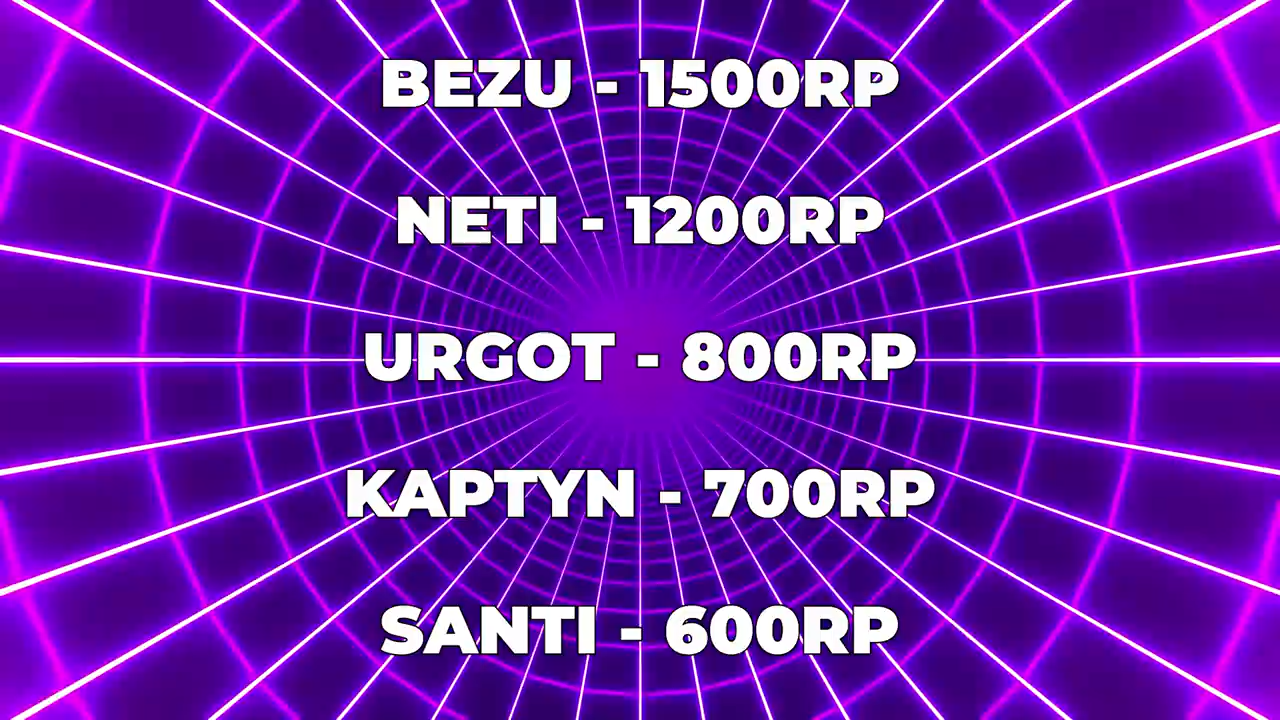 BEZU - 1500RP
NETI - 1200RP
URGOT - 800RP
KAPTYN - 700RP
SANTI - 600RP